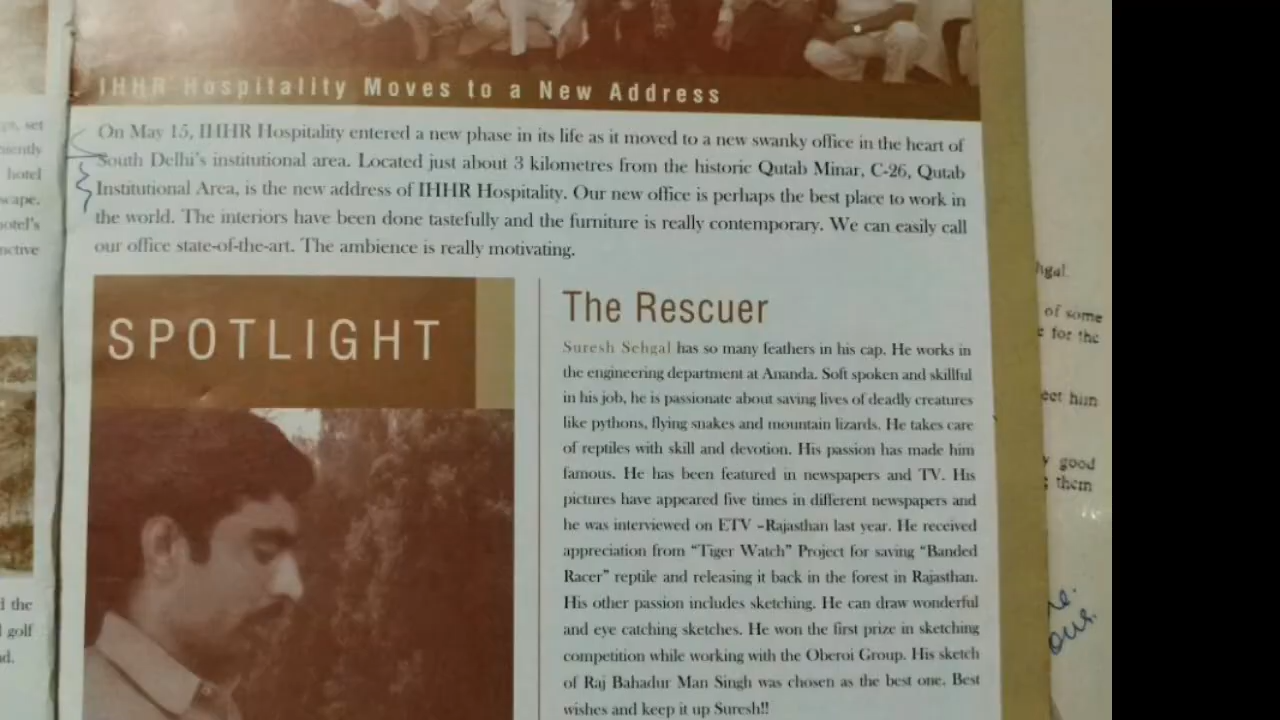 IHHR Hospitality Moves to a New Address
On May 15, IHHR Hospitality entered a new phase in its life as it moved to a new swanky office in the heart of
South Delhi's institutional area. Located just about 3 kilometres from the historic Qutab Minar, C-26, Qutab
Institutional Area, is the new address of IHHR Hospitality. Our new office is perhaps the best place to work in
the world. The interiors have been done tastefully and the furniture is really contemporary. We can easily call
our office state-of-the-art. The ambience is really motivating.
set
hotel
SPOTLIGHT
The Rescuer
Suresh Sehgal has so many feathers in his cap. He works in
the engineering department at Ananda. Soft spoken and skillful
in his job, he is passionate about saving lives of deadly creatures
like pythons, flying snakes and mountain lizards. He takes care
of reptiles with skill and devotion. His passion has made him
famous. He has been featured in newspapers and TV. His
pictures have appeared five times in different newspapers and
he was interviewed on ETV -Rajasthan last year. He received
appreciation from "Tiger Watch" Project for saving "Banded
Racer" reptile and releasing it back in the forest in Rajasthan.
His other passion includes sketching. He can draw wonderful
and eye catching sketches. He won the first prize in sketching
competition while working with the Oberoi Group. His sketch
of Raj Bahadur Man Singh was chosen as the best one. Best
wishes and keep it up Suresh!!
the
golf
of some
for the
him
good
them